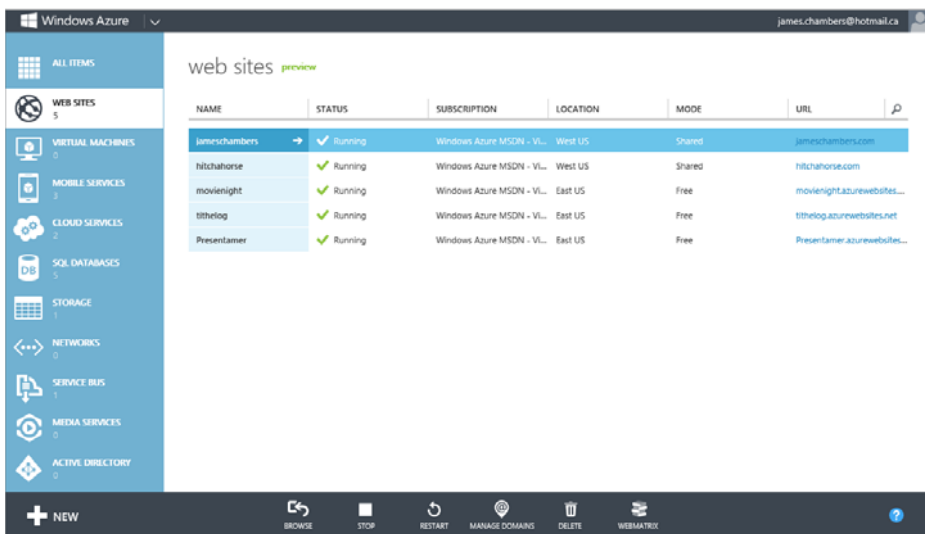 Windows Azure
james.chambers@hotmail.ca
ALL ITEMS
WEB SITES
5
VIRTUAL MACHINES
0
MOBILE SERVICES
3
CLOUD SERVICES
2
SQL DATABASES
5
DB
STORAGE
1
NETWORKS
0
SERVICE BUS
1
MEDIA SERVICES
0
ACTIVE DIRECTORY
0
web sites preview
NAME STATUS SUBSCRIPTION LOCATION MODE URL
jameschambers Running Windows Azure MSDN - Vi... West US Shared jameschambers.com
hitchahorse Running Windows Azure MSDN - Vi... West US Shared hitchahorse.com
movienight Running Windows Azure MSDN - Vi... East US Free movienight.azurewebsites....
tithelog Running Windows Azure MSDN - Vi... East US Free tithelog.azurewebsites.net
Presentamer Running Windows Azure MSDN - Vi... East US Free Presentamer.azurewebsites...
NEW
BROWSE STOP RESTART MANAGE DOMAINS DELETE WEBMATRIX
?